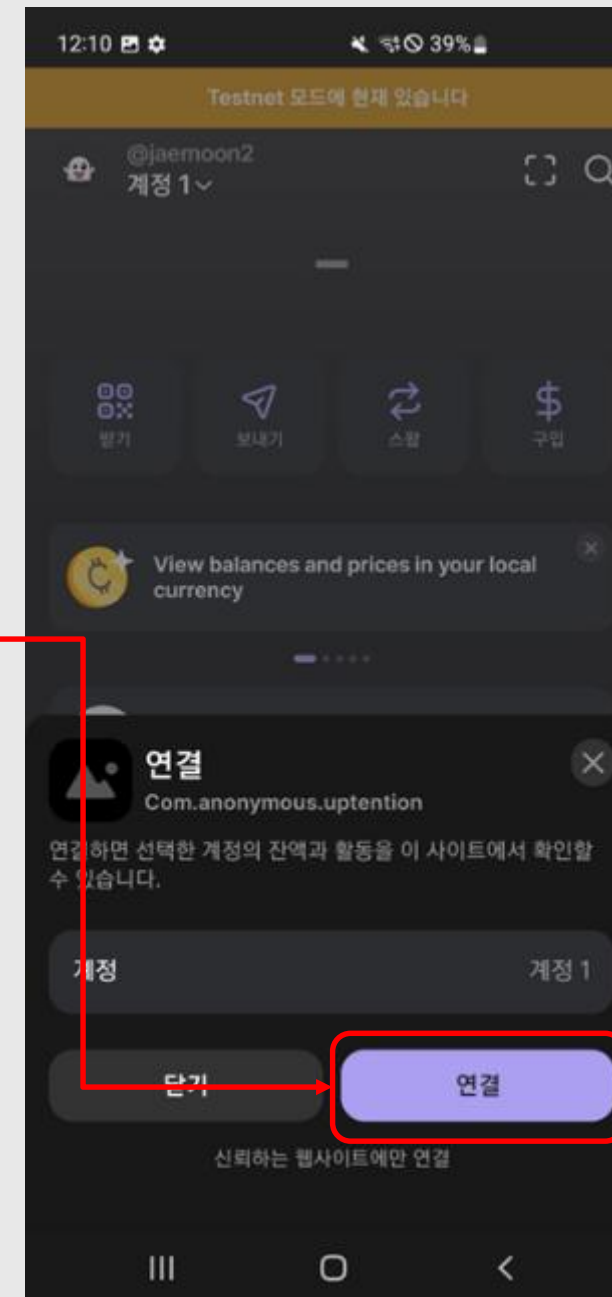 12:10 39%
Testnet 모드에 현재 있습니다
@jaemoon2
계정 1
받기 보내기 스왑 구입
View balances and prices in your local
currency
연결
Com.anonymous.uptention
연결하면 선택한 계정의 잔액과 활동을 이 사이트에서 확인할
수 있습니다.
계정 계정 1
닫기 연결
신뢰하는 웹사이트에만 연결